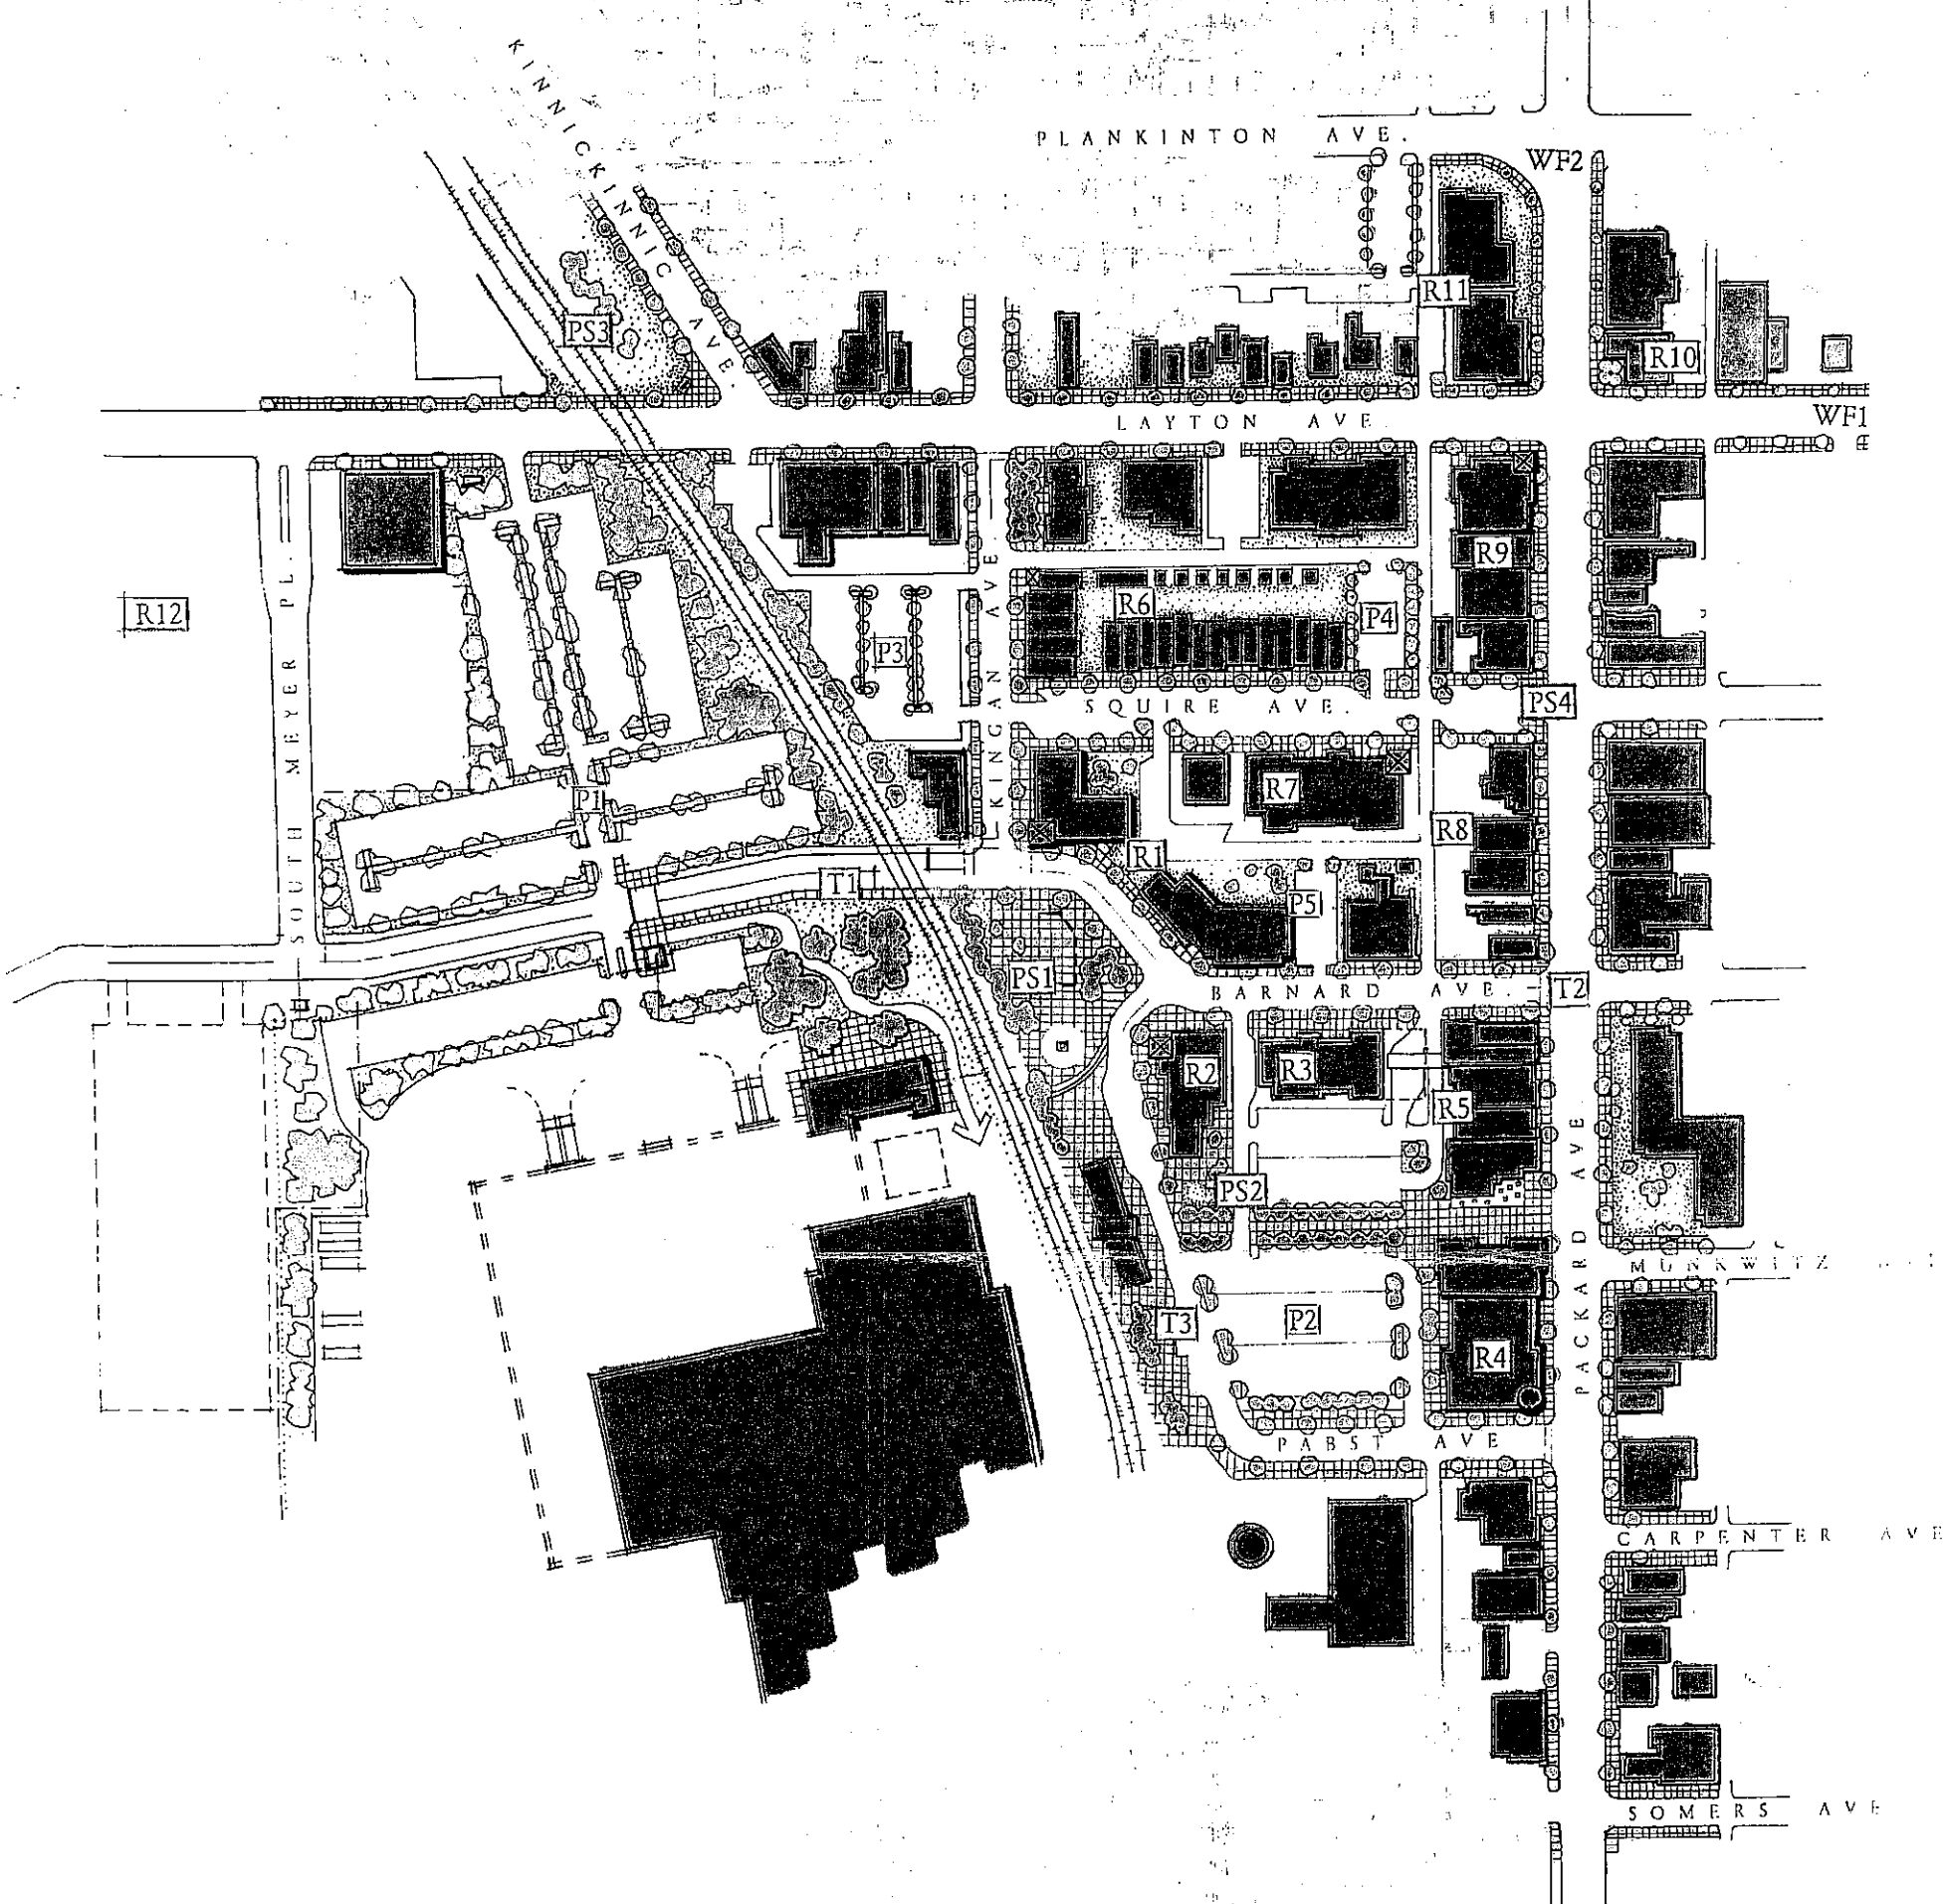 KINNICKINNIC AVE.
PLANKINTON AVE.
WF2
R11
PS3
R10
WF1
LAYTON AVE
R9
R12
R6
P4
P3
SOUTH MEYER PL.
KINGAN AVE
SQUIRE AVE.
PS4
P1
R7
R8
R1
T1
P5
PS1
BARNARD AVE.
T2
R2
R3
R5
PS2
PACKARD AVE
MUNKWITZ
T3
P2
R4
PABST AVE
CARPENTER AVE
SOMERS AVE